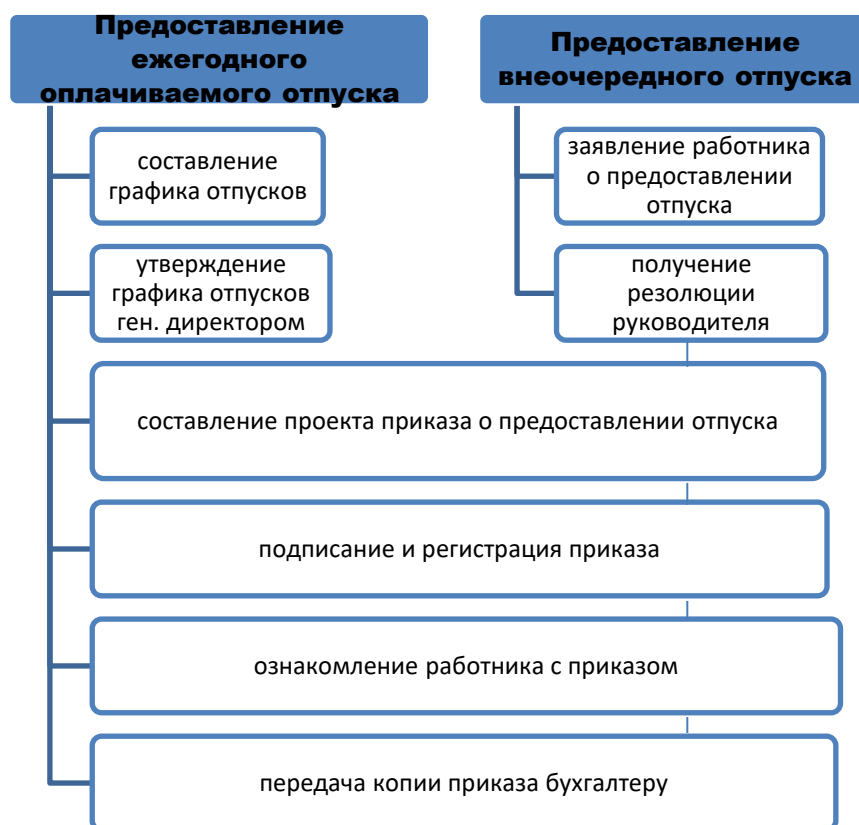 Предоставление
ежегодного
оплачиваемого отпуска
Предоставление
внеочередного отпуска
составление
графика отпусков
заявление работника
о предоставлении
отпуска
утверждение
графика отпусков
ген. директором
получение
резолюции
руководителя
составление проекта приказа о предоставлении отпуска
подписание и регистрация приказа
ознакомление работника с приказом
передача копии приказа бухгалтеру